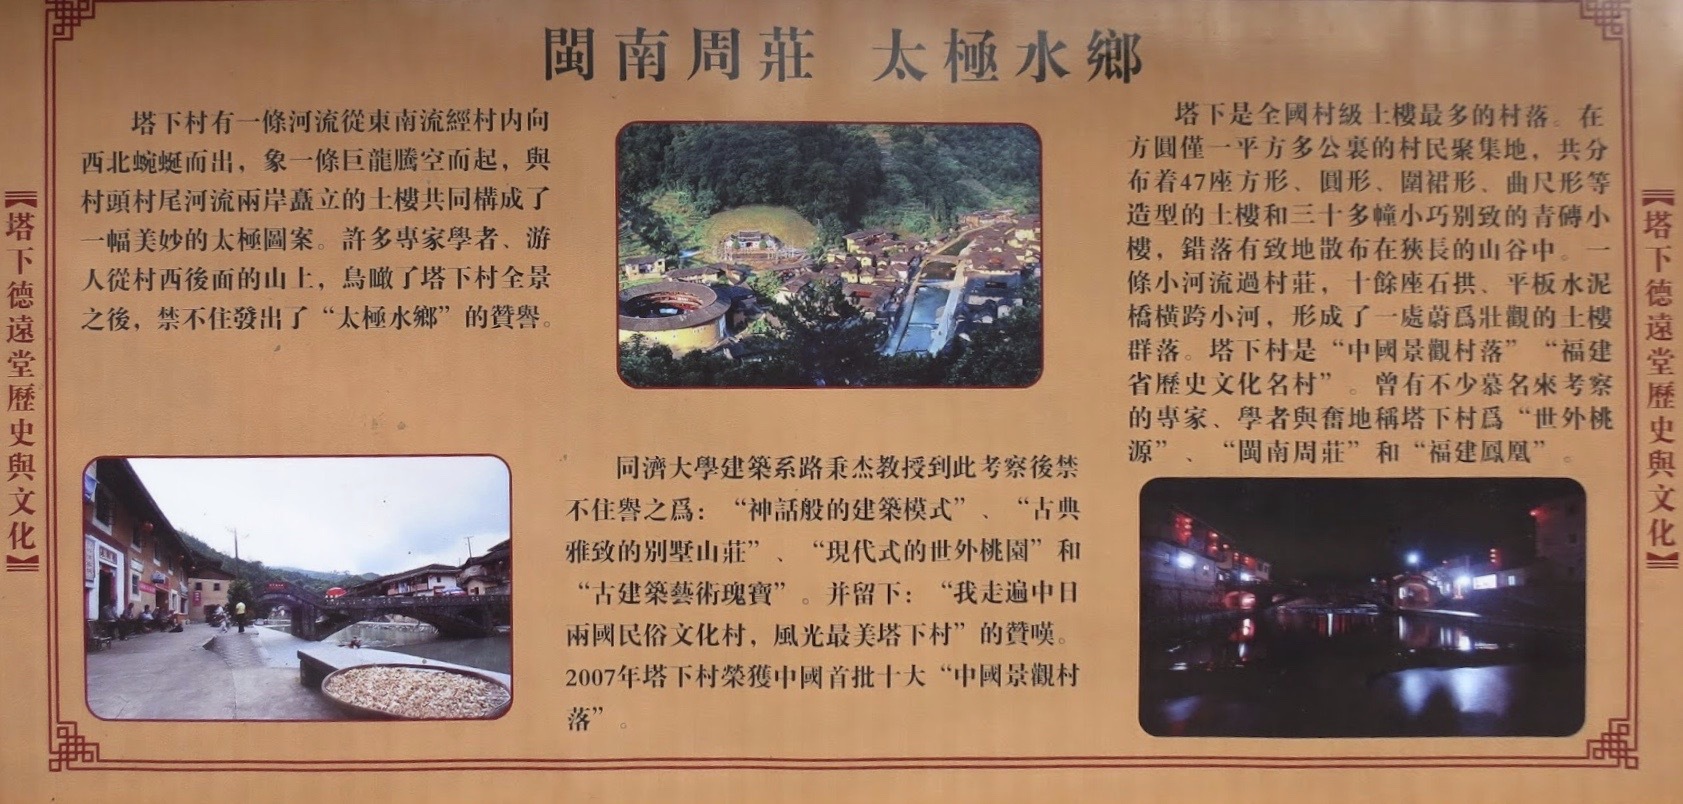 閩南周莊 太極水鄉
塔下村有一條河流從東南流經村内向
西北蜿蜒而出，象一條巨龍騰空而起，與
村頭村尾河流兩岸矗立的土樓共同構成了
一幅美妙的太極圖案。許多專家學者、游
人從村西後面的山上，鳥瞰了塔下村全景
之後，禁不住發出了“太極水鄉”的贊譽。
同濟大學建築系路秉杰教授到此考察後禁
不住譽之爲：“神話般的建築模式”、“古典
雅致的别墅山莊”、“現代式的世外桃園”和
“古建築藝術瑰寶”。并留下：“我走遍中日
兩國民俗文化村，風光最美塔下村”的贊嘆。
2007年塔下村榮獲中國首批十大“中國景觀村
落”。
塔下是全國村級土樓最多的村落。在
方圓僅一平方多公裏的村民聚集地，共分
布着47座方形、圓形、圍裙形、曲尺形等
造型的土樓和三十多幢小巧别致的青磚小
樓，錯落有致地散布在狹長的山谷中。一
條小河流過村莊，十餘座石拱、平板水泥
橋橫跨小河，形成了一處蔚爲壯觀的土樓
群落。塔下村是“中國景觀村落”“福建
省歷史文化名村”。曾有不少慕名來考察
的專家、學者與奮地稱塔下村爲“世外桃
源”、“閩南周莊”和“福建鳳凰”。
【塔下德遠堂歷史與文化】
【塔下德遠堂歷史與文化】